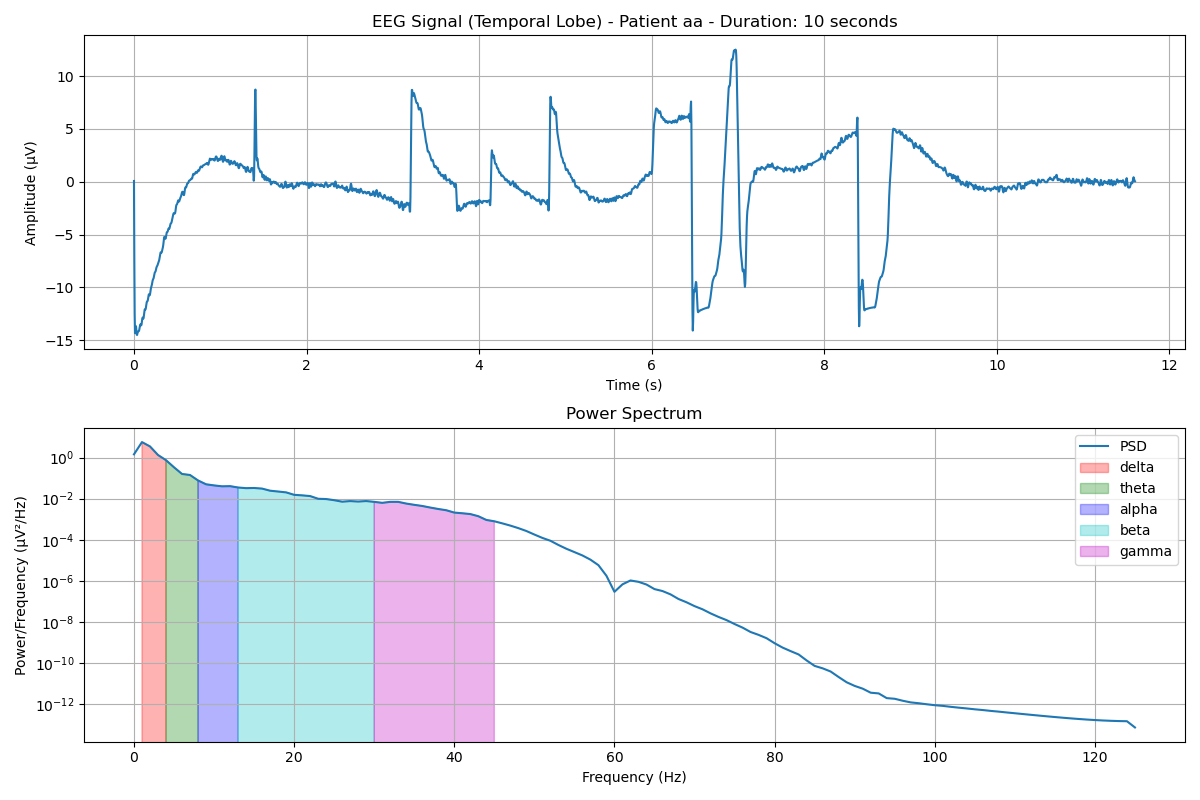 EEG Signal (Temporal Lobe) - Patient aa - Duration: 10 seconds
Amplitude (μV)
10
5
0
−5
−10
−15
0 2 4 6 8 10 12
Time (s)
Power Spectrum
Power/Frequency (μV²/Hz)
10⁰
10⁻²
10⁻⁴
10⁻⁶
10⁻⁸
10⁻¹⁰
10⁻¹²
PSD
delta
theta
alpha
beta
gamma
0 20 40 60 80 100 120
Frequency (Hz)